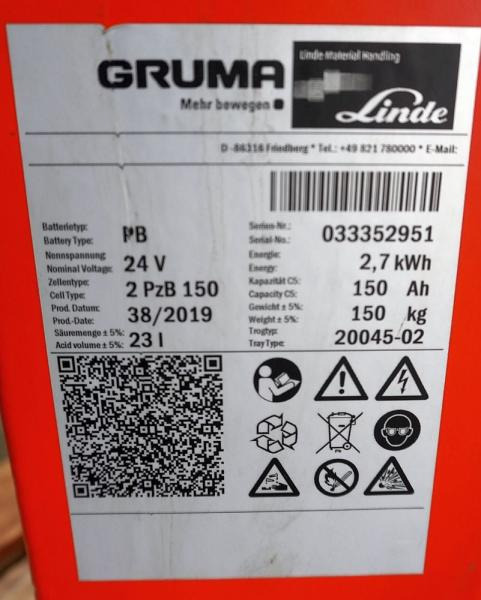 GRUMA
Mehr bewegen
Linde Material Handling
Linde
D -86316 Friedberg * Tel.: +49 821 780000 * E-Mail:
Batterietyp:
Battery Type: PB
Nennspannung:
Nominal Voltage: 24 V
Zellentype:
Cell Type: 2 PzB 150
Prod. Datum:
Prod.-Date: 38/2019
Säuremenge ± 5%:
Acid volume ± 5%: 23 l
Serien-Nr.:
Serial-No.: 033352951
Energie:
Energy: 2,7 kWh
Kapazität C5:
Capacity C5: 150 Ah
Gewicht ± 5%:
Weight ± 5%: 150 kg
Trogtyp:
Tray Type: 20045-02